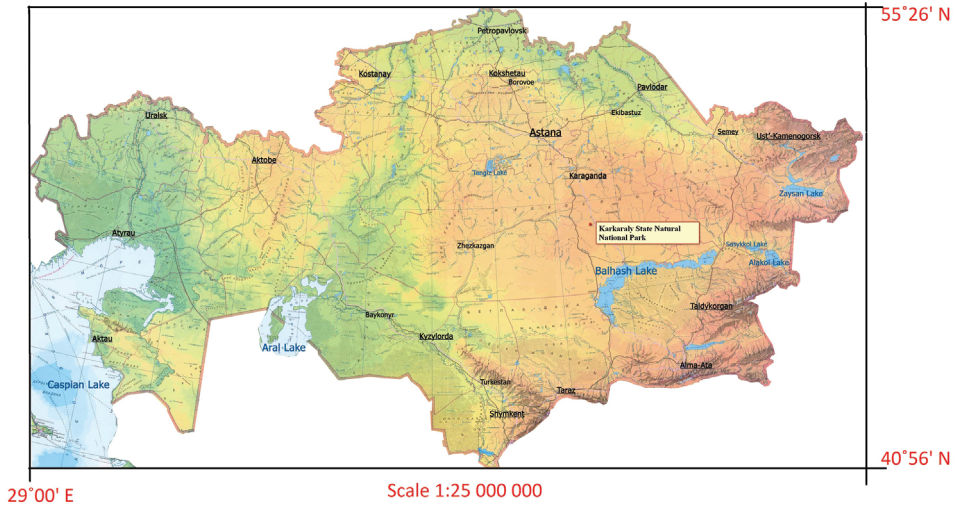 55°26' N
Petropavlovsk
Kostanay
Kokshetau
Borovoe
Pavlodar
Ekibastuz
Uralsk
Astana
Semey
Ust'-Kamenogorsk
Aktobe
Tengiz Lake
Karaganda
Zaysan Lake
Karkaraly State Natural
National Park
Atyrau
Zhezkazgan
Sasykkol Lake
Alakol Lake
Balhash Lake
Taldykorgan
Baykonyr
Aktau
Kyzylorda
Aral Lake
Alma-Ata
Caspian Lake
Turkestan
Taraz
Shymkent
40°56' N
29°00' E
Scale 1:25 000 000